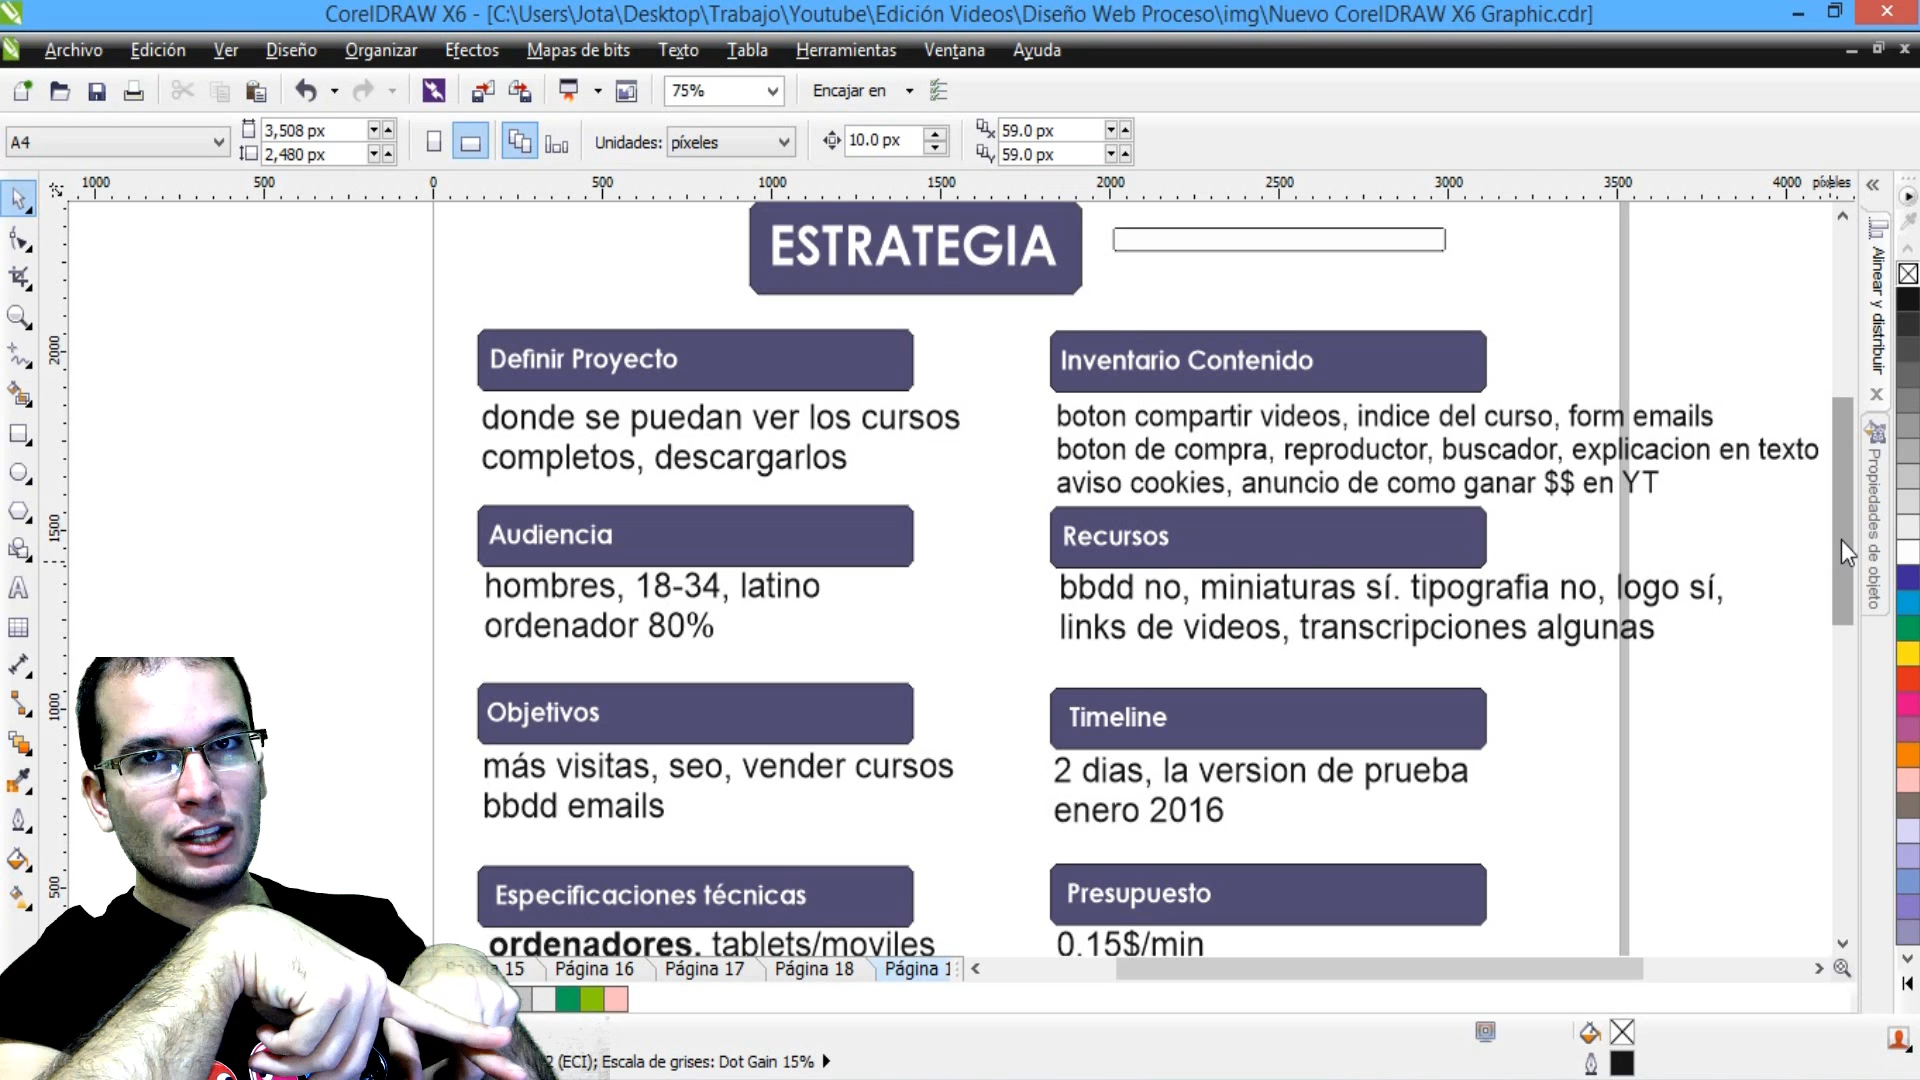 CorelDRAW X6 - [C:\Users\Jota\Desktop\Trabajo\Youtube\Edición Videos\Diseño Web Proceso\img\Nuevo CorelDRAW X6 Graphic.cdr]
Archivo Edición Ver Diseño Organizar Efectos Mapas de bits Texto Tabla Herramientas Ventana Ayuda
75% Encajar en
A4 3,508 px 2,480 px Unidades: píxeles 10.0 px 59.0 px 59.0 px
1000 500 0 500 1000 1500 2000 2500 3000 3500 4000 píxeles
2000
1500
1000
500
ESTRATEGIA
Definir Proyecto
donde se puedan ver los cursos
completos, descargarlos
Audiencia
hombres, 18-34, latino
ordenador 80%
Objetivos
más visitas, seo, vender cursos
bbdd emails
Especificaciones técnicas
ordenadores, tablets/moviles
Inventario Contenido
boton compartir videos, indice del curso, form emails
boton de compra, reproductor, buscador, explicacion en texto
aviso cookies, anuncio de como ganar $$ en YT
Recursos
bbdd no, miniaturas sí. tipografia no, logo sí,
links de videos, transcripciones algunas
Timeline
2 dias, la version de prueba
enero 2016
Presupuesto
0.15$/min
Alinear y distribuir
Propiedades de objeto
15 Página 16 Página 17 Página 18 Página 1
2 (ECI); Escala de grises: Dot Gain 15%